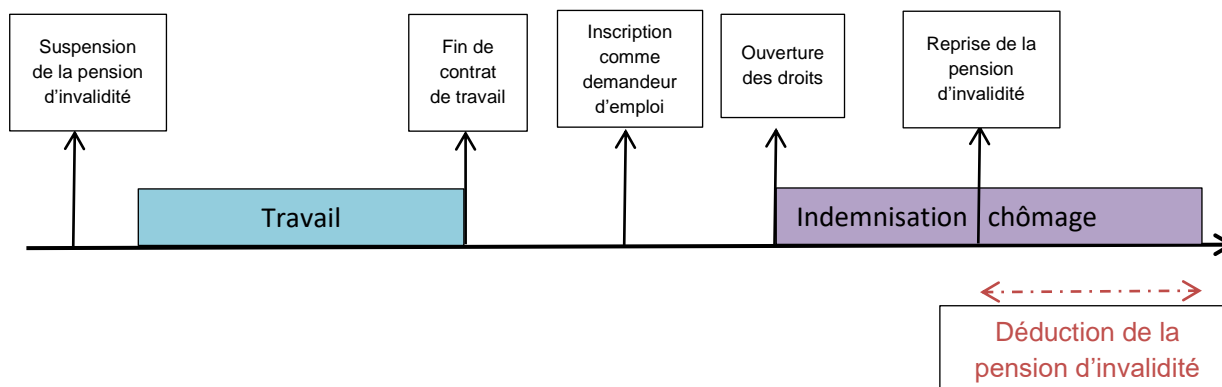 Suspension
de la pension
d’invalidité
Fin de
contrat
de travail
Inscription
comme
demandeur
d’emploi
Ouverture
des droits
Reprise de la
pension
d’invalidité
Travail
Indemnisation chômage
Déduction de la
pension d’invalidité